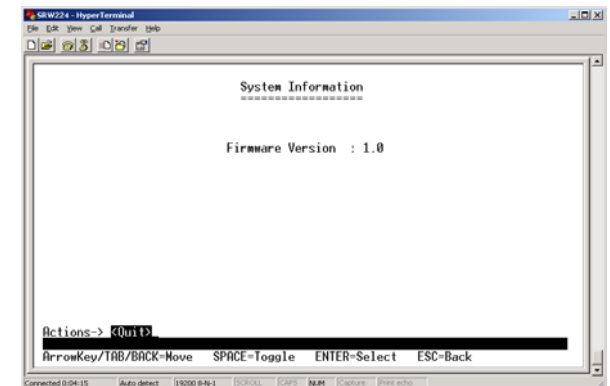 SRW224 - HyperTerminal
File Edit View Call Transfer Help
System Information
==================
Firmware Version : 1.0
Actions-> <Quit>
ArrowKey/TAB/BACK=Move SPACE=Toggle ENTER=Select ESC=Back
Connected 0:04:15 Auto detect 19200 8-N-1 SCROLL CAPS NUM Capture Print echo